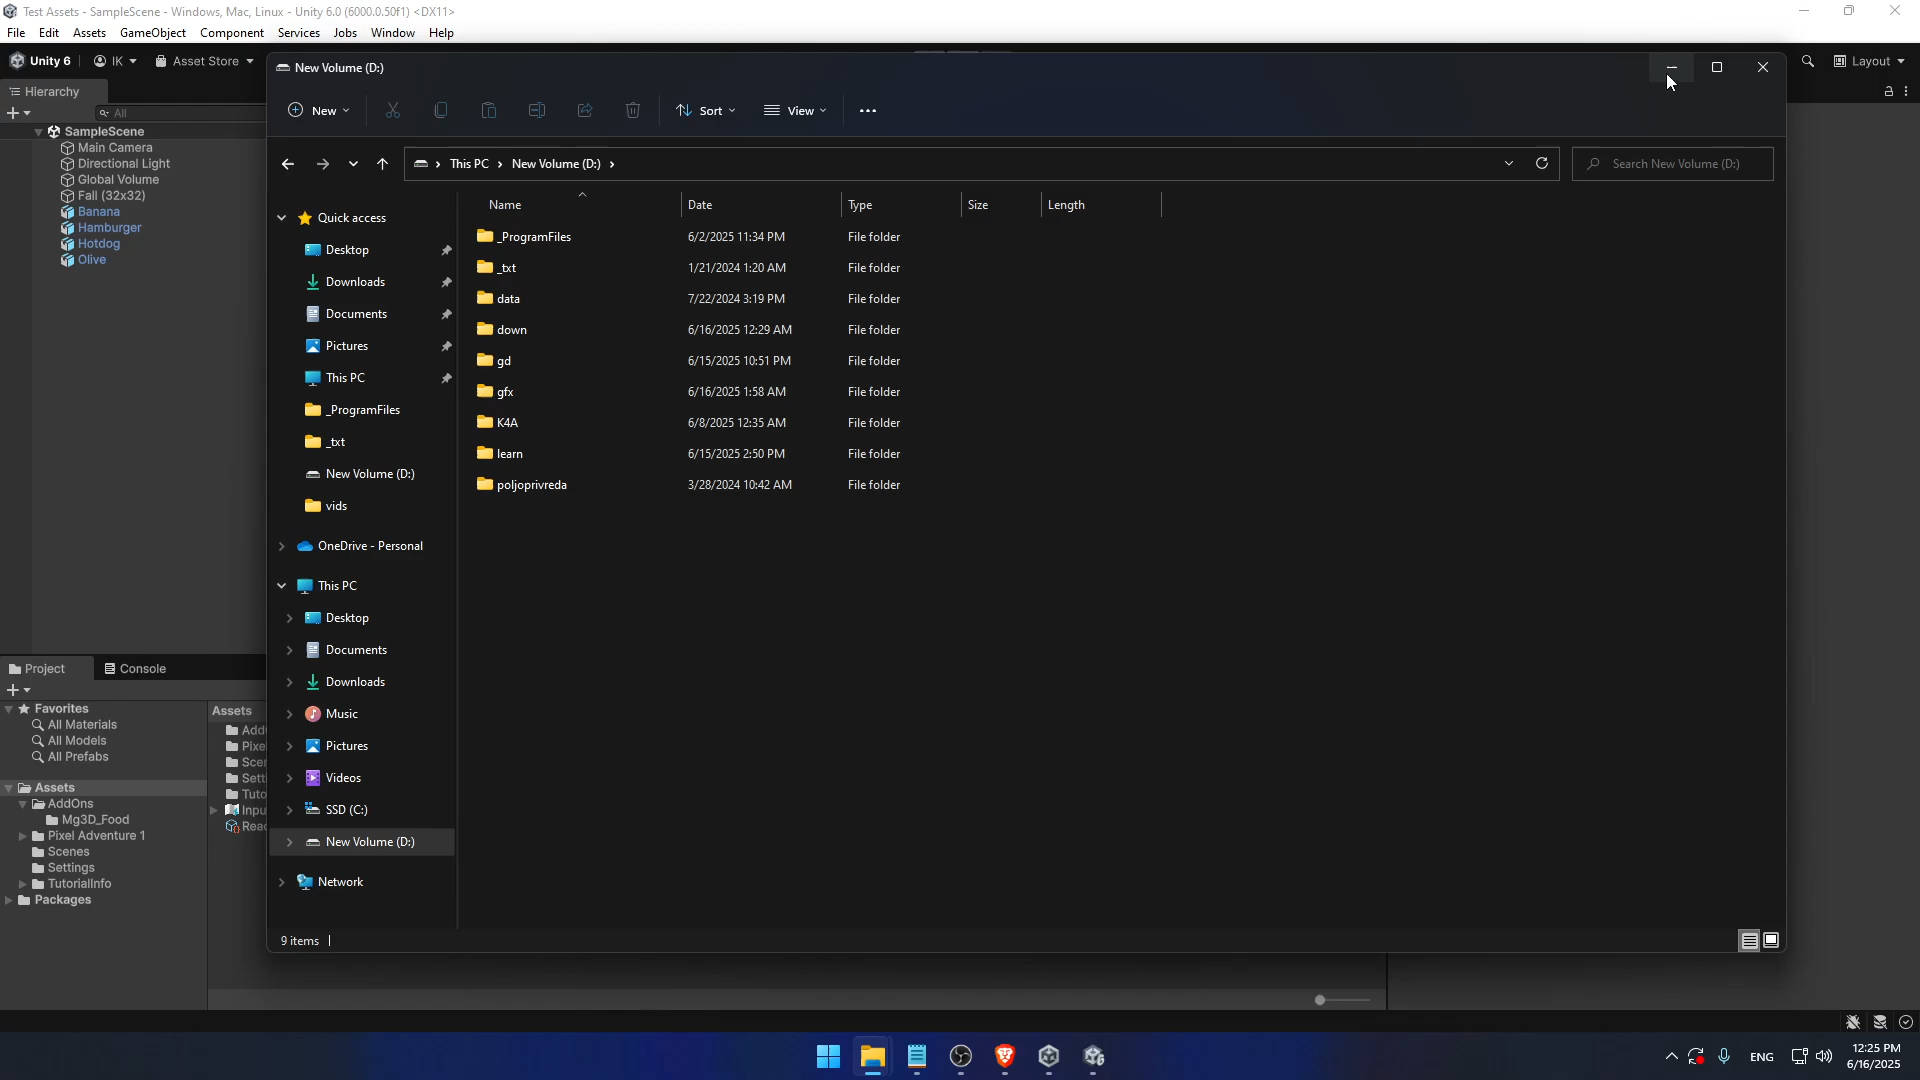 Test Assets - SampleScene - Windows, Mac, Linux - Unity 6.0 (6000.0.50f1) <DX11>
File Edit Assets GameObject Component Services Jobs Window Help
Unity 6 IK Asset Store Layout
New Volume (D:)
Hierarchy
New Sort View
All
SampleScene
Main Camera
Directional Light
Global Volume
Fall (32x32)
Banana
Hamburger
Hotdog
Olive
This PC New Volume (D:) Search New Volume (D:)
Name Date Type Size Length
_ProgramFiles 6/2/2025 11:34 PM File folder
_txt 1/21/2024 1:20 AM File folder
data 7/22/2024 3:19 PM File folder
down 6/16/2025 12:29 AM File folder
gd 6/15/2025 10:51 PM File folder
gfx 6/16/2025 1:58 AM File folder
K4A 6/8/2025 12:35 AM File folder
learn 6/15/2025 2:50 PM File folder
poljoprivreda 3/28/2024 10:42 AM File folder
Quick access
Desktop
Downloads
Documents
Pictures
This PC
_ProgramFiles
_txt
New Volume (D:)
vids
OneDrive - Personal
This PC
Desktop
Documents
Downloads
Music
Pictures
Videos
SSD (C:)
New Volume (D:)
Network
9 items
Project Console
Favorites
All Materials
All Models
All Prefabs
Assets
AddOns
Mg3D_Food
Pixel Adventure 1
Scenes
Settings
TutorialInfo
Packages
Assets
ENG
12:25 PM
6/16/2025